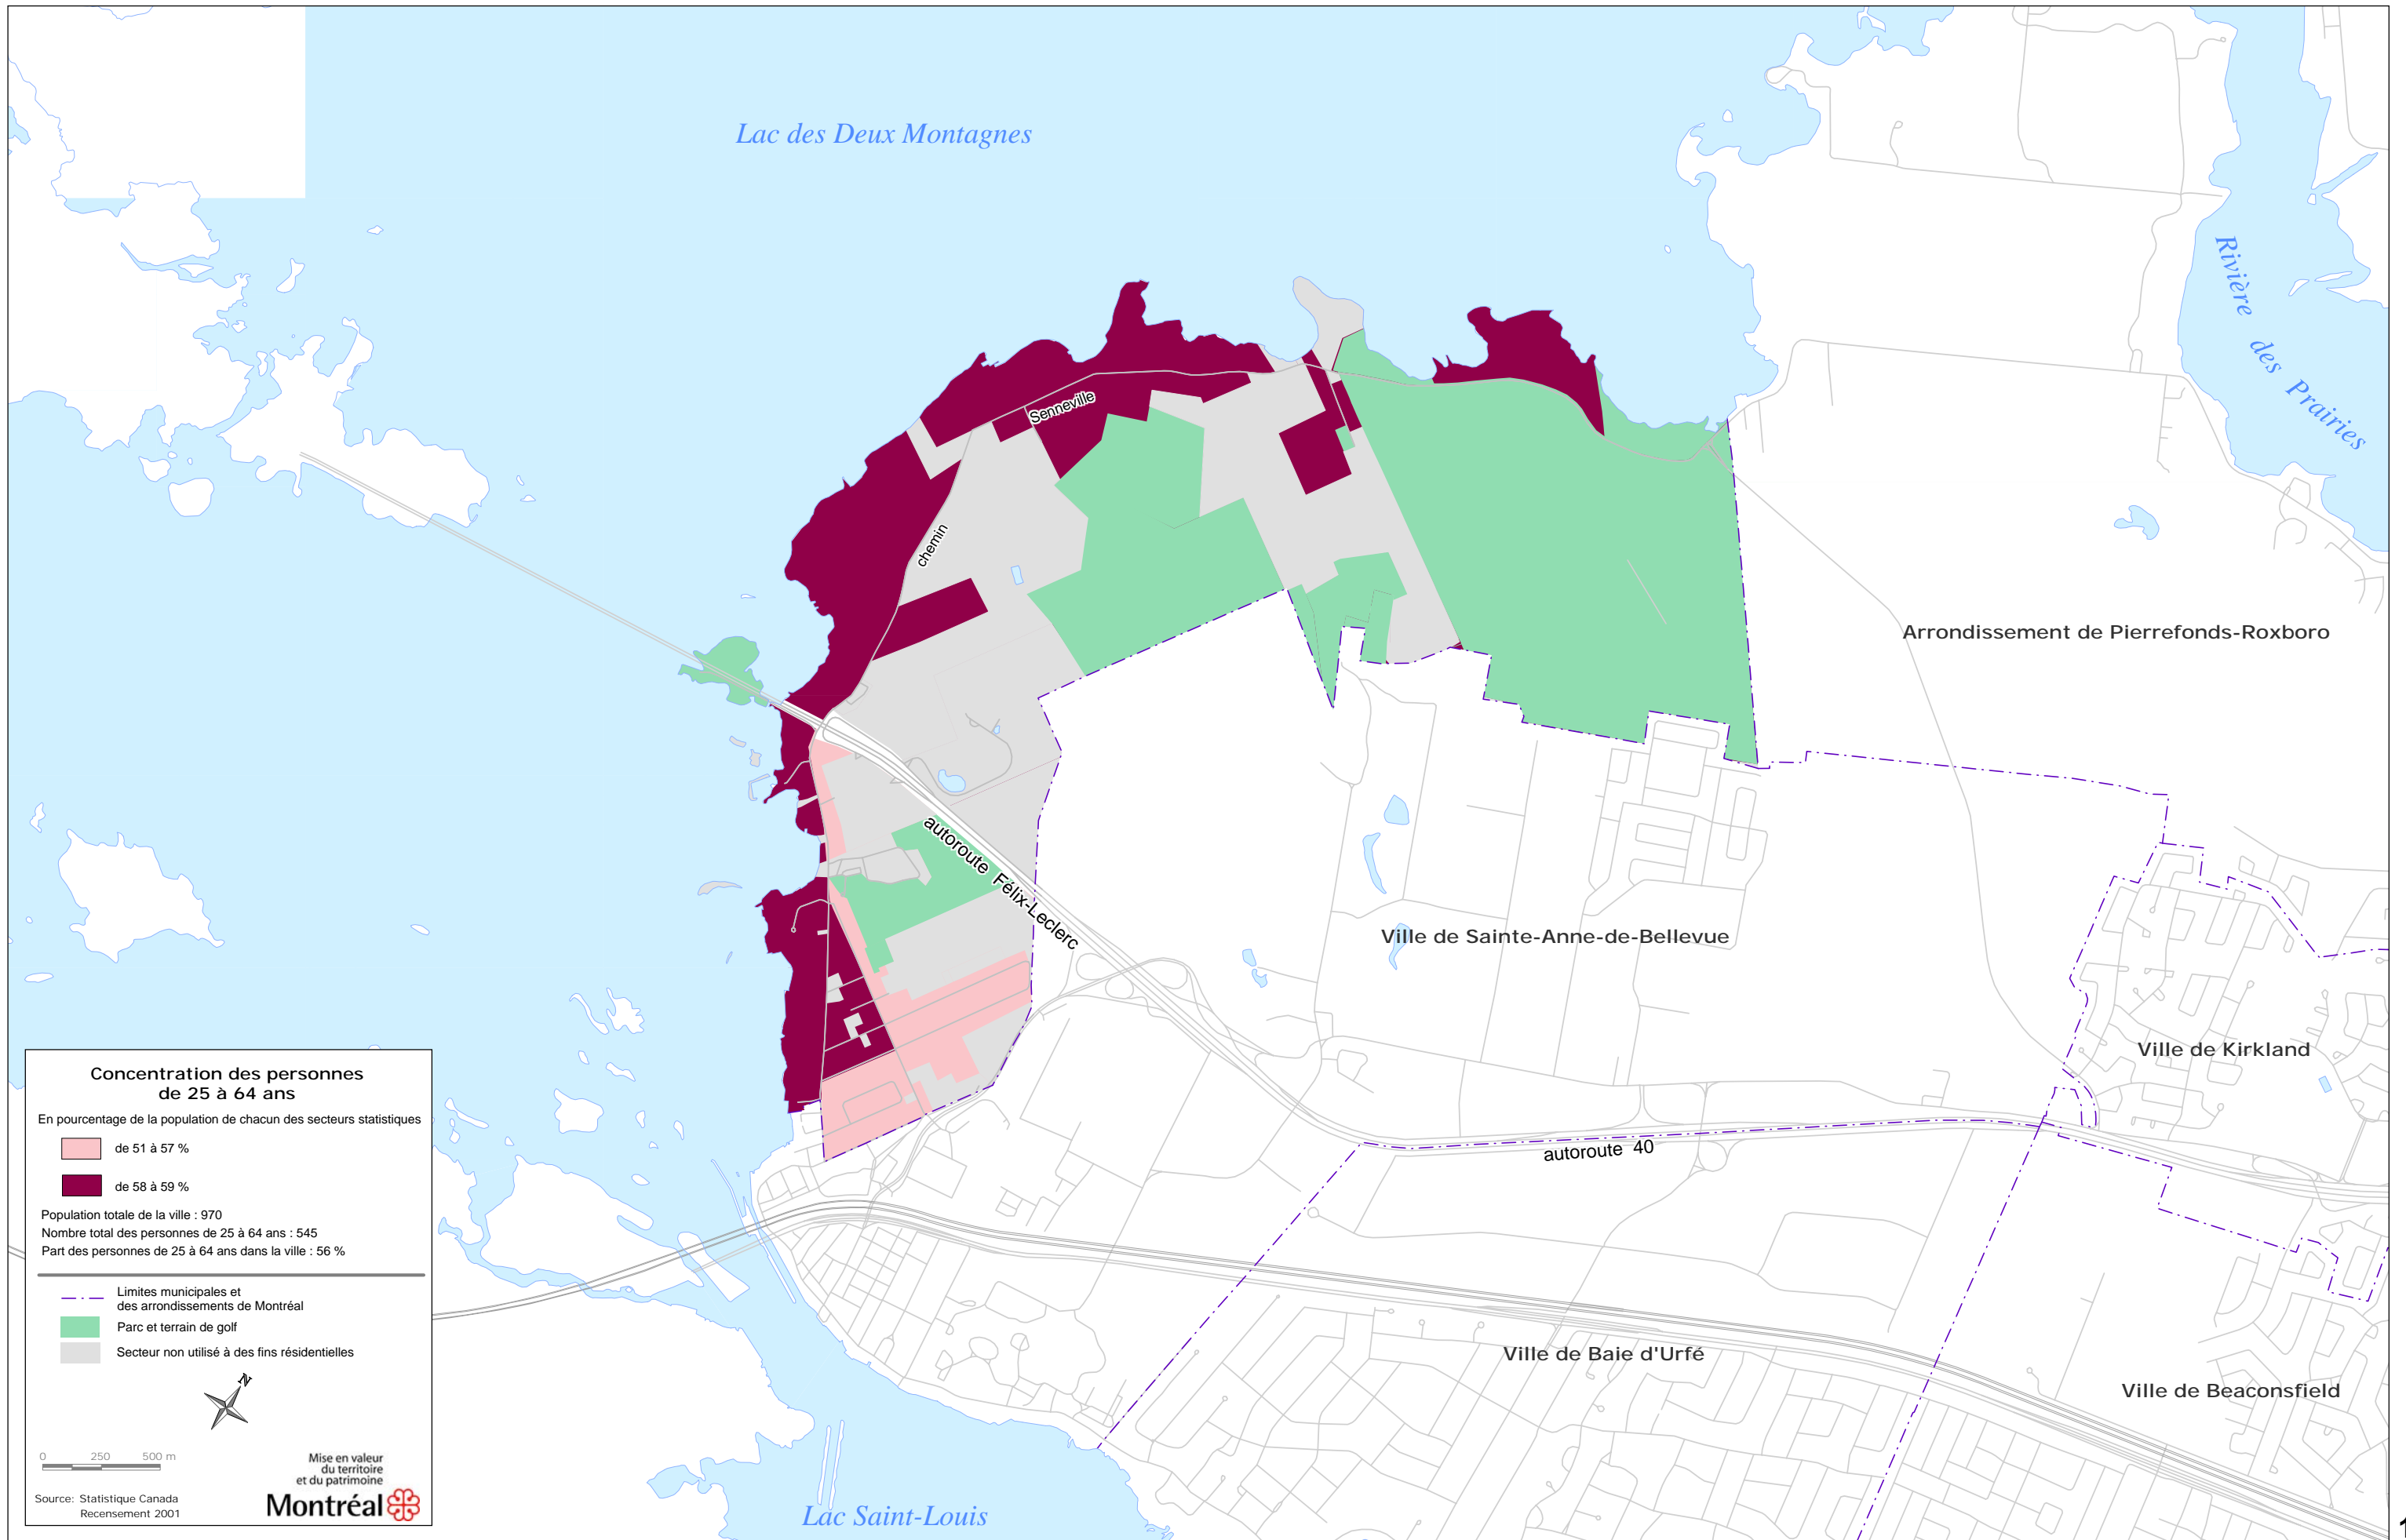 Lac des Deux Montagnes
Rivière
des Prairies
Senneville
chemin
Arrondissement de Pierrefonds-Roxboro
autoroute Félix-Leclerc
Ville de Sainte-Anne-de-Bellevue
Ville de Kirkland
autoroute 40
Ville de Baie d'Urfé
Ville de Beaconsfield
Lac Saint-Louis
Concentration des personnes
de 25 à 64 ans
En pourcentage de la population de chacun des secteurs statistiques
de 51 à 57 %
de 58 à 59 %
Population totale de la ville : 970
Nombre total des personnes de 25 à 64 ans : 545
Part des personnes de 25 à 64 ans dans la ville : 56 %
Limites municipales et
des arrondissements de Montréal
Parc et terrain de golf
Secteur non utilisé à des fins résidentielles
N
0 250 500 m
Mise en valeur
du territoire
et du patrimoine
Montréal
Source: Statistique Canada
Recensement 2001